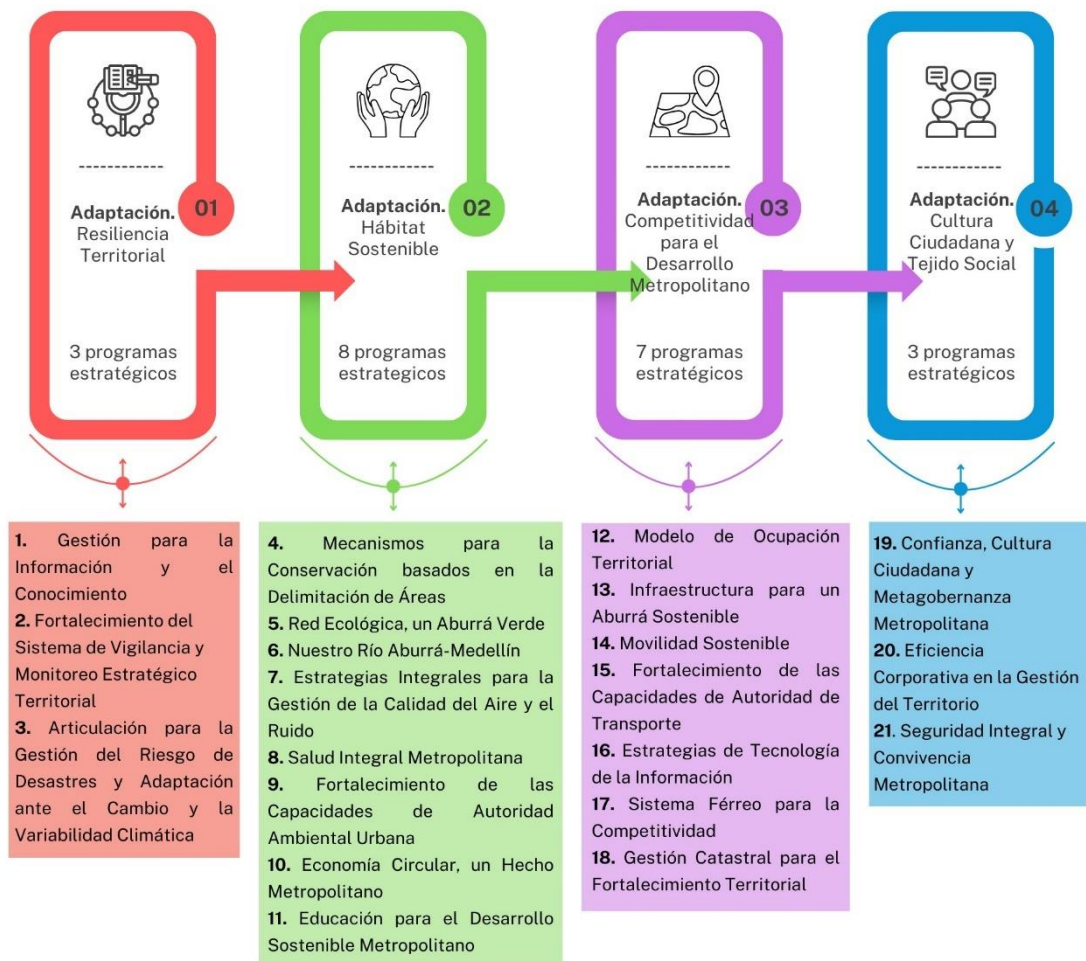 01
Adaptación.
Resiliencia
Territorial
3 programas
estratégicos
02
Adaptación.
Hábitat
Sostenible
8 programas
estrategicos
03
Adaptación.
Competitividad
para el
Desarrollo
Metropolitano
7 programas
estratégicos
04
Adaptación.
Cultura
Ciudadana y
Tejido Social
3 programas
estratégicos
1. Gestión para la
Información y el
Conocimiento
2. Fortalecimiento del
Sistema de Vigilancia y
Monitoreo Estratégico
Territorial
3. Articulación para la
Gestión del Riesgo de
Desastres y Adaptación
ante el Cambio y la
Variabilidad Climática
4. Mecanismos para la
Conservación basados en la
Delimitación de Áreas
5. Red Ecológica, un Aburrá Verde
6. Nuestro Río Aburrá-Medellín
7. Estrategias Integrales para la
Gestión de la Calidad del Aire y el
Ruido
8. Salud Integral Metropolitana
9. Fortalecimiento de las
Capacidades de Autoridad
Ambiental Urbana
10. Economía Circular, un Hecho
Metropolitano
11. Educación para el Desarrollo
Sostenible Metropolitano
12. Modelo de Ocupación
Territorial
13. Infraestructura para un
Aburrá Sostenible
14. Movilidad Sostenible
15. Fortalecimiento de las
Capacidades de Autoridad de
Transporte
16. Estrategias de Tecnología
de la Información
17. Sistema Férreo para la
Competitividad
18. Gestión Catastral para el
Fortalecimiento Territorial
19. Confianza, Cultura
Ciudadana y
Metagobernanza
Metropolitana
20. Eficiencia
Corporativa en la Gestión
del Territorio
21. Seguridad Integral y
Convivencia
Metropolitana